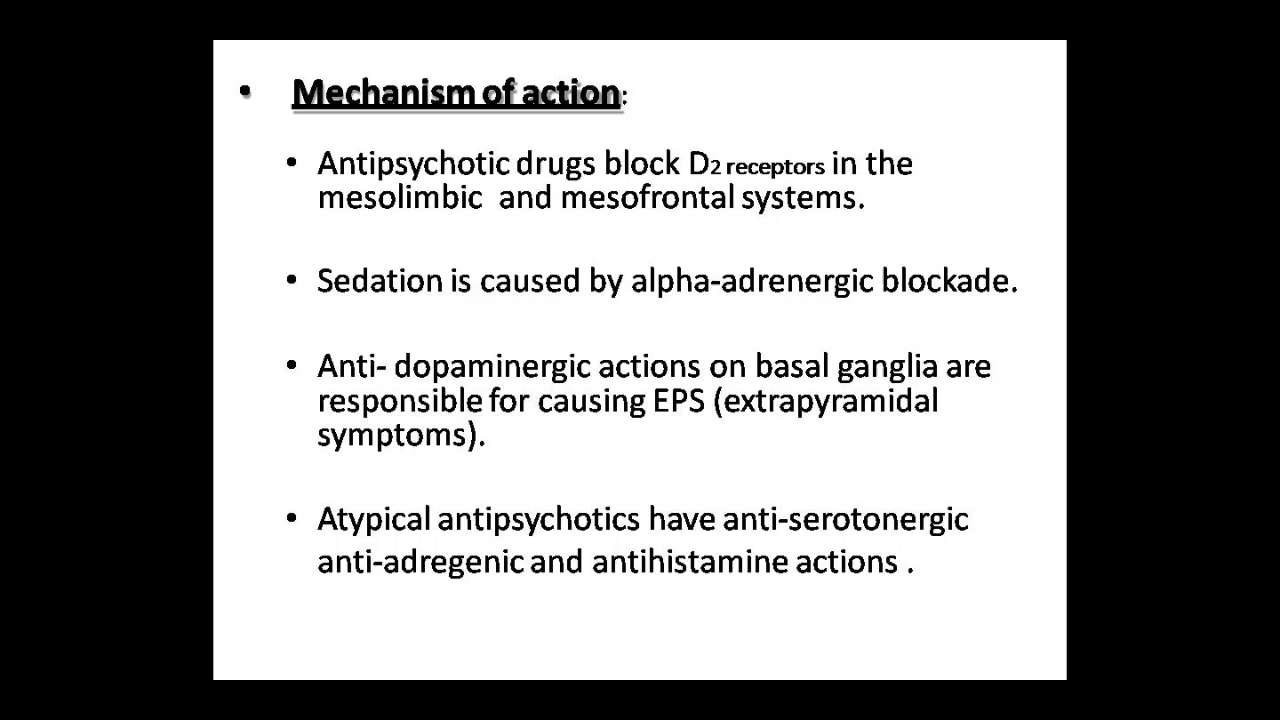 • Mechanism of action:
• Antipsychotic drugs block D2 receptors in the
mesolimbic and mesofrontal systems.
• Sedation is caused by alpha-adrenergic blockade.
• Anti- dopaminergic actions on basal ganglia are
responsible for causing EPS (extrapyramidal
symptoms).
• Atypical antipsychotics have anti-serotonergic
anti-adregenic and antihistamine actions .